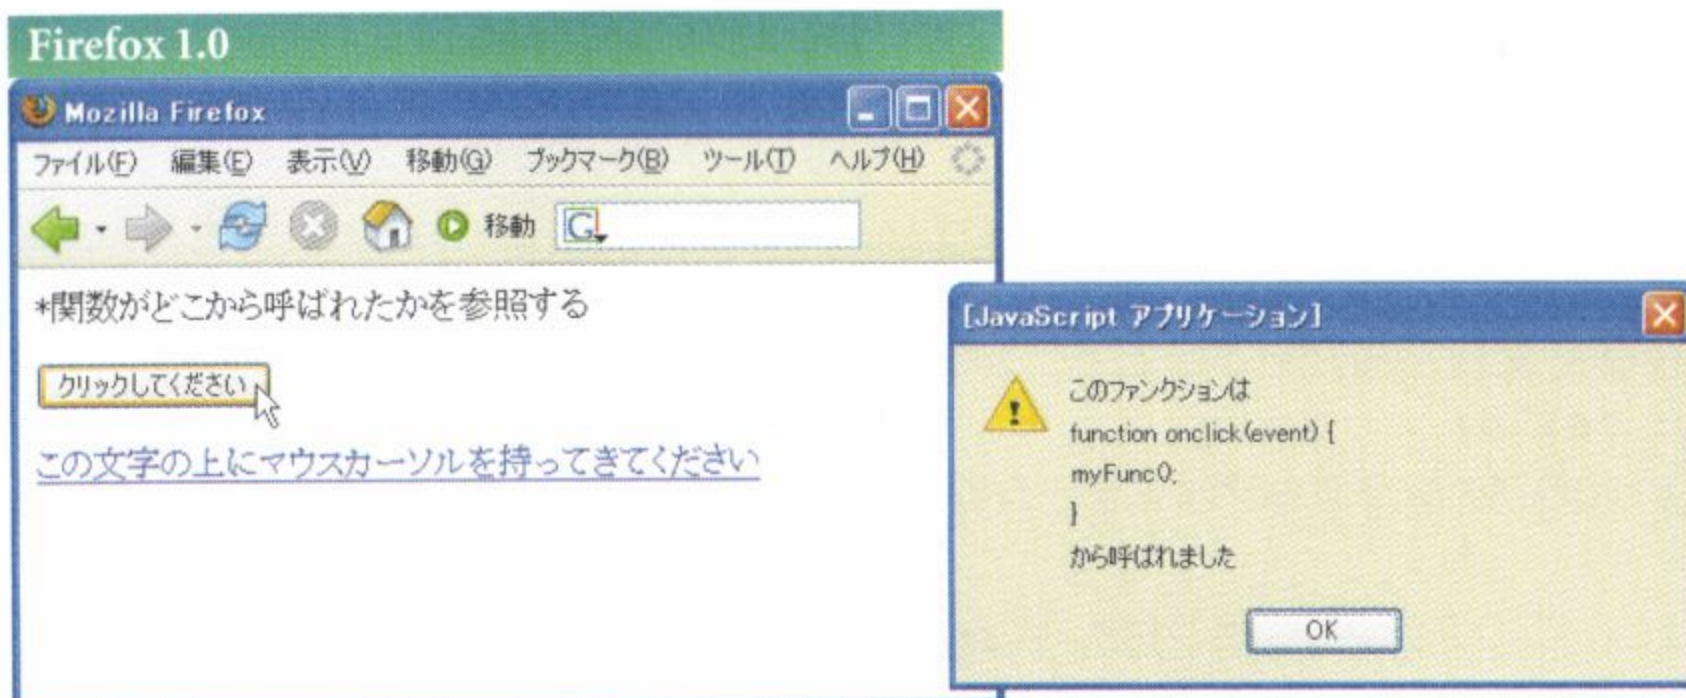 Firefox 1.0
Mozilla Firefox
ファイル(F) 編集(E) 表示(V) 移動(G) ブックマーク(B) ツール(T) ヘルプ(H)
移動 G
*関数がどこから呼ばれたかを参照する
クリックしてください
この文字の上にマウスカーソルを持ってきてください
[JavaScript アプリケーション]
このファンクションは
function onclick(event) {
myFunc();
}
から呼ばれました
OK